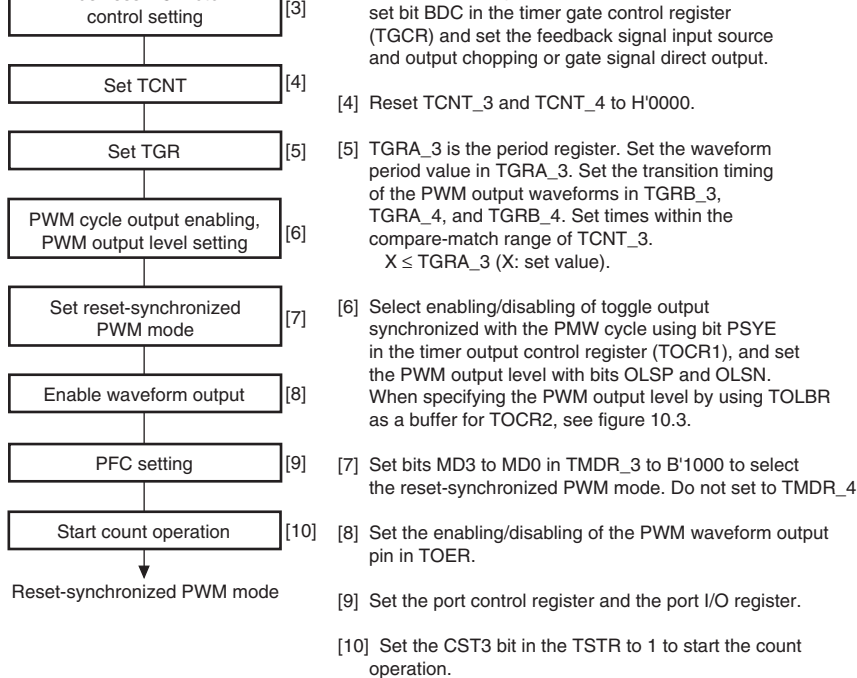 control setting
[3]
Set TCNT
[4]
Set TGR
[5]
PWM cycle output enabling,
PWM output level setting
[6]
Set reset-synchronized
PWM mode
[7]
Enable waveform output
[8]
PFC setting
[9]
Start count operation
[10]
Reset-synchronized PWM mode
set bit BDC in the timer gate control register
(TGCR) and set the feedback signal input source
and output chopping or gate signal direct output.
[4] Reset TCNT_3 and TCNT_4 to H'0000.
[5] TGRA_3 is the period register. Set the waveform
period value in TGRA_3. Set the transition timing
of the PWM output waveforms in TGRB_3,
TGRA_4, and TGRB_4. Set times within the
compare-match range of TCNT_3.
X ≤ TGRA_3 (X: set value).
[6] Select enabling/disabling of toggle output
synchronized with the PMW cycle using bit PSYE
in the timer output control register (TOCR1), and set
the PWM output level with bits OLSP and OLSN.
When specifying the PWM output level by using TOLBR
as a buffer for TOCR2, see figure 10.3.
[7] Set bits MD3 to MD0 in TMDR_3 to B'1000 to select
the reset-synchronized PWM mode. Do not set to TMDR_4
[8] Set the enabling/disabling of the PWM waveform output
pin in TOER.
[9] Set the port control register and the port I/O register.
[10] Set the CST3 bit in the TSTR to 1 to start the count
operation.